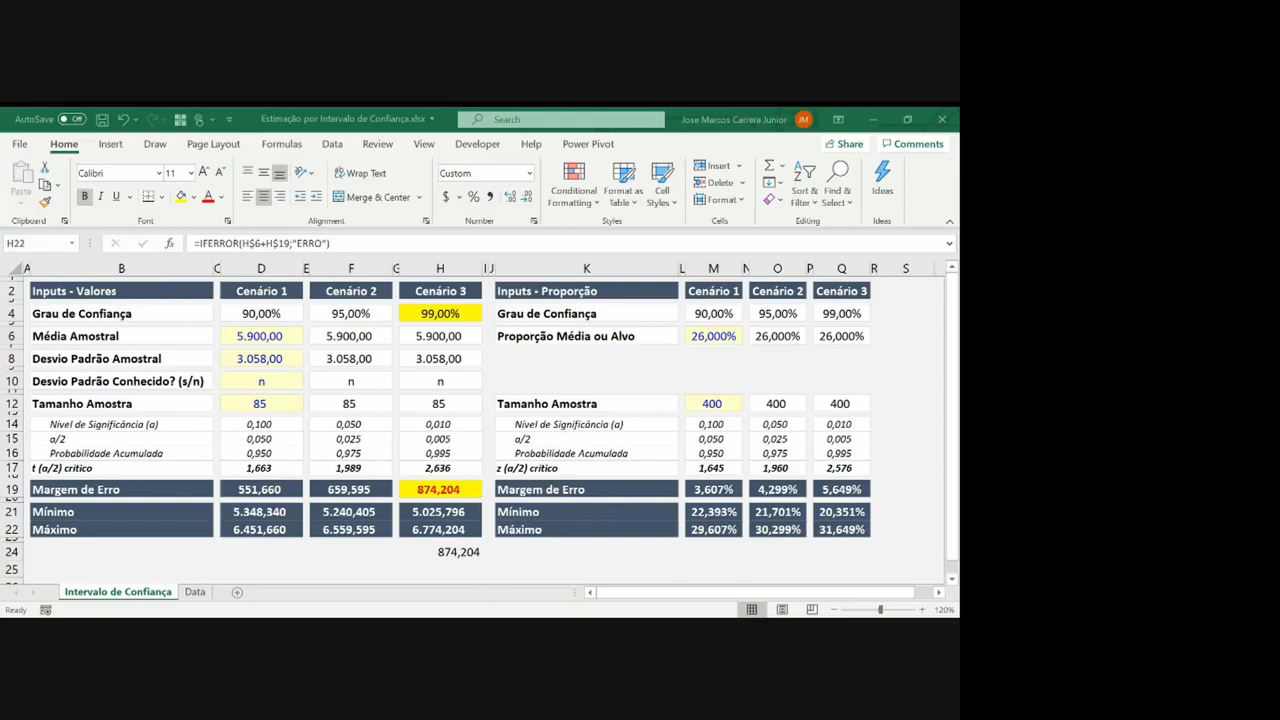 AutoSave Off Estimação por Intervalo de Confiança.xlsx Search Jose Marcos Carrera Junior JM
File Home Insert Draw Page Layout Formulas Data Review View Developer Help Power Pivot Share Comments
Paste Calibri 11 A A Wrap Text Custom Conditional Formatting Format as Table Cell Styles Insert Delete Format Sort & Filter Find & Select Ideas
B I U A Merge & Center $ % ,
Clipboard Font Alignment Number Styles Cells Editing Ideas
H22 fx =IFERROR(H$6+H$19;"ERRO")
A B C D E F G H I J K L M N O P Q R S
2 Inputs - Valores Cenário 1 Cenário 2 Cenário 3 Inputs - Proporção Cenário 1 Cenário 2 Cenário 3
4 Grau de Confiança 90,00% 95,00% 99,00% Grau de Confiança 90,00% 95,00% 99,00%
6 Média Amostral 5.900,00 5.900,00 5.900,00 Proporção Média ou Alvo 26,000% 26,000% 26,000%
8 Desvio Padrão Amostral 3.058,00 3.058,00 3.058,00
10 Desvio Padrão Conhecido? (s/n) n n n
12 Tamanho Amostra 85 85 85 Tamanho Amostra 400 400 400
14 Nível de Significância (a) 0,100 0,050 0,010 Nível de Significância (a) 0,100 0,050 0,010
15 a/2 0,050 0,025 0,005 a/2 0,050 0,025 0,005
16 Probabilidade Acumulada 0,950 0,975 0,995 Probabilidade Acumulada 0,950 0,975 0,995
17 t (a/2) crítico 1,663 1,989 2,636 z (a/2) crítico 1,645 1,960 2,576
19 Margem de Erro 551,660 659,595 874,204 Margem de Erro 3,607% 4,299% 5,649%
21 Mínimo 5.348,340 5.240,405 5.025,796 Mínimo 22,393% 21,701% 20,351%
22 Máximo 6.451,660 6.559,595 6.774,204 Máximo 29,607% 30,299% 31,649%
24 874,204
25
Intervalo de Confiança Data
Ready 120%